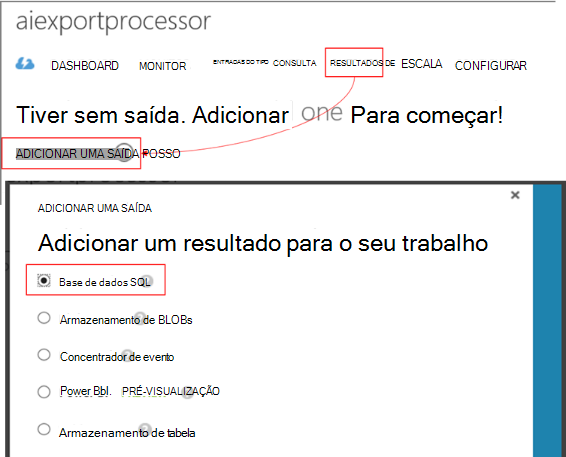 aiexportprocessor
DASHBOARD MONITOR ENTRADAS DO TIPO CONSULTA RESULTADOS DE ESCALA CONFIGURAR
Tiver sem saída. Adicionar one Para começar!
ADICIONAR UMA SAÍDA POSSO
ADICIONAR UMA SAÍDA
Adicionar um resultado para o seu trabalho
Base de dados SQL
Armazenamento de BLOBs
Concentrador de evento
Power Bbl. PRÉ-VISUALIZAÇÃO
Armazenamento de tabela